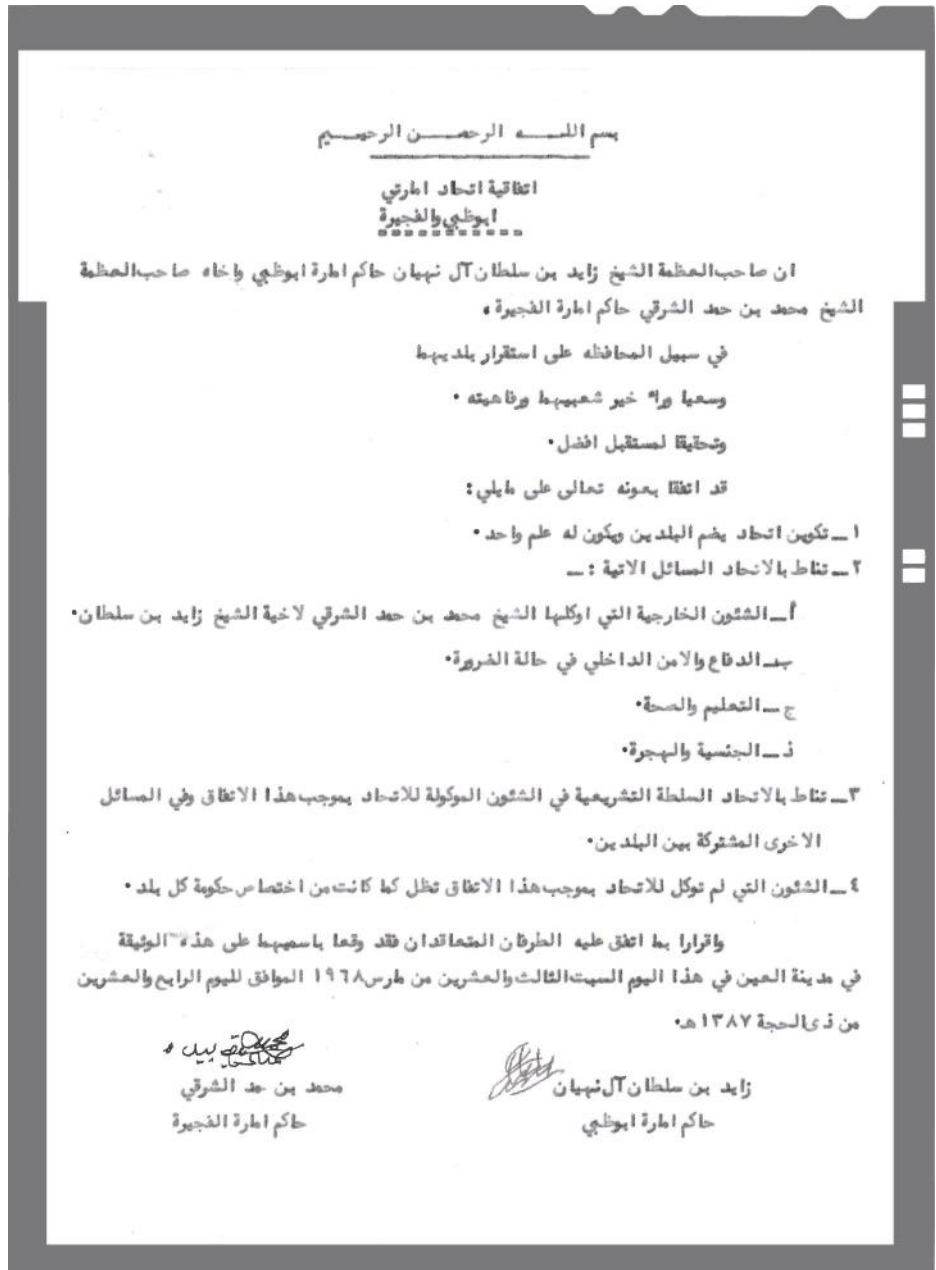 بسم اللـــه الرحمـــن الرحيـــم
اتفاقية اتحاد امارتي
ابوظبي والفجيرة
ان صاحب العظمة الشيخ زايد بن سلطان آل نهيان حاكم امارة ابوظبي واخاه صاحب العظمة
الشيخ محمد بن حمد الشرقي حاكم امارة الفجيرة .
في سبيل المحافظه على استقرار بلديهما
وسعيا وراء خير شعبيهما ورفاهيته .
وتحقيقا لمستقبل افضل.
قد اتفقا بعونه تعالى على مايلي :
١ ـ تكوين اتحاد يضم البلدين ويكون له علم واحد .
٢ ـ تناط بالاتحاد المسائل الاتية : ـ
أ ـ الشئون الخارجية التي اوكلها الشيخ محمد بن حمد الشرقي لاخية الشيخ زايد بن سلطان.
ب ـ الدفاع والامن الداخلي في حالة الضرورة.
ج ـ التعليم والصحة.
ذ ـ الجنسية والهجرة.
٣ ـ تناط بالاتحاد السلطة التشريعية في الشئون الموكولة للاتحاد بموجب هذا الاتفاق وفي المسائل
الاخرى المشتركة بين البلدين.
٤ ـ الشئون التي لم توكل للاتحاد بموجب هذا الاتفاق تظل كما كانت من اختصاص حكومة كل بلد .
واقرارا بما اتفق عليه الطرفان المتعاقدان فقد وقعا باسميهما على هذه الوثيقة
في مدينة العين في هذا اليوم السبت الثالث والعشرين من مارس ١٩٦٨ الموافق لليوم الرابع والعشرين
من ذي الحجة ١٣٨٧ هـ.
زايد بن سلطان آل نهيان
حاكم امارة ابوظبي
محمد بن حمد الشرقي
حاكم امارة الفجيرة